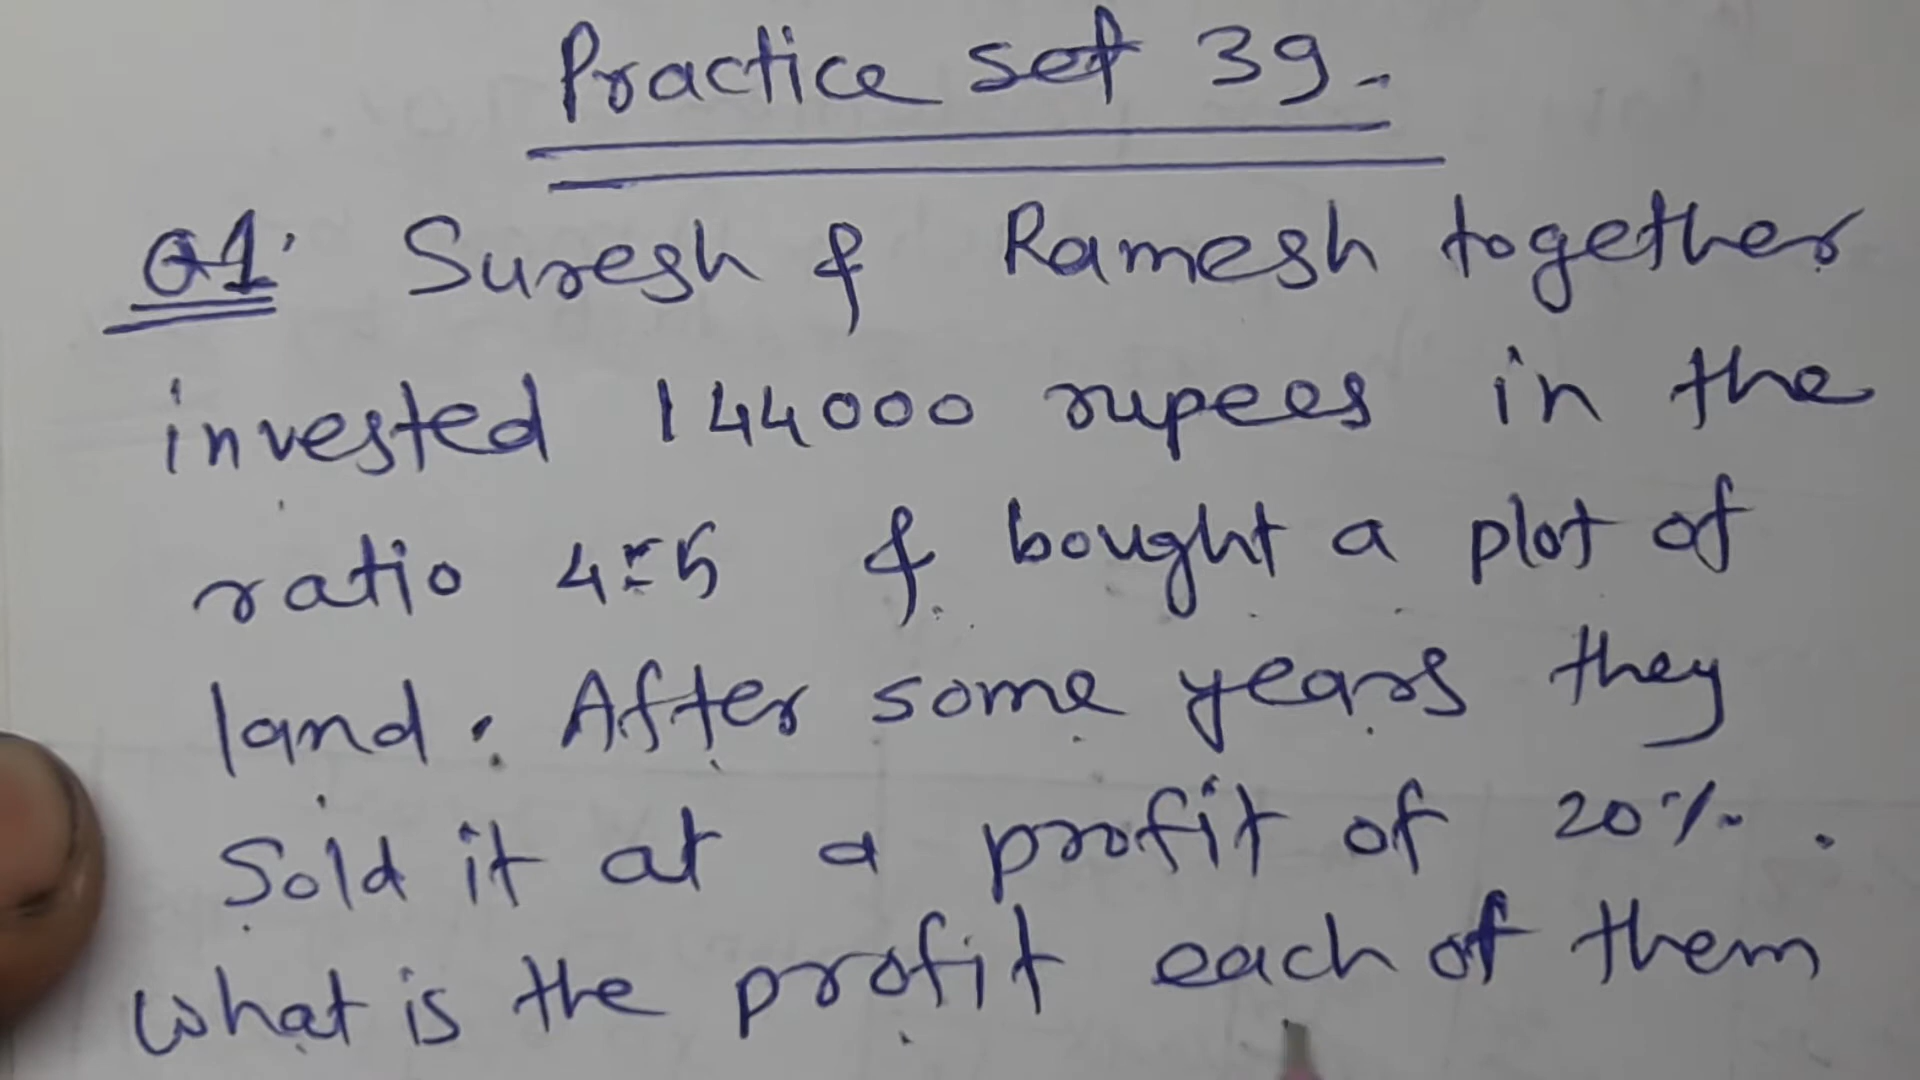 Practice set 39.
Q1. Suresh & Ramesh together
invested 144000 rupees in the
ratio 4:5 & bought a plot of
land. After some years they
Sold it at a profit of 20%.
What is the profit each of them